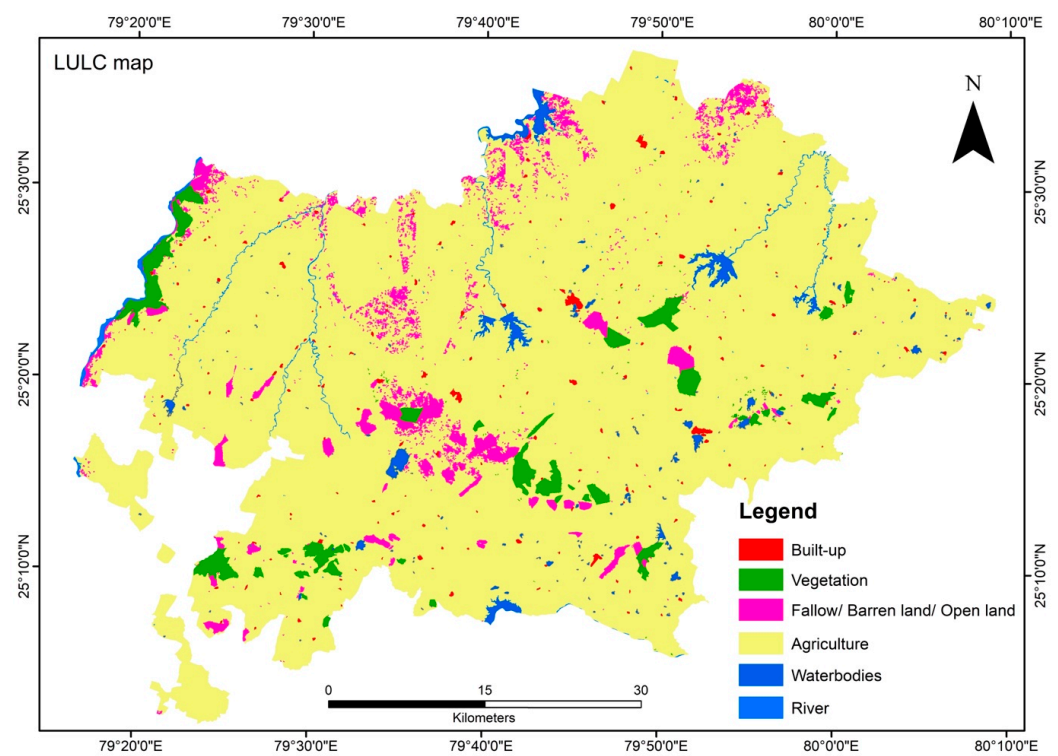 79°20'0"E 79°30'0"E 79°40'0"E 79°50'0"E 80°0'0"E 80°10'0"E
LULC map
N
25°30'0"N 25°30'0"N
25°20'0"N 25°20'0"N
25°10'0"N 25°10'0"N
Legend
Built-up
Vegetation
Fallow/ Barren land/ Open land
Agriculture
Waterbodies
River
0 15 30
Kilometers
79°20'0"E 79°30'0"E 79°40'0"E 79°50'0"E 80°0'0"E 80°10'0"E